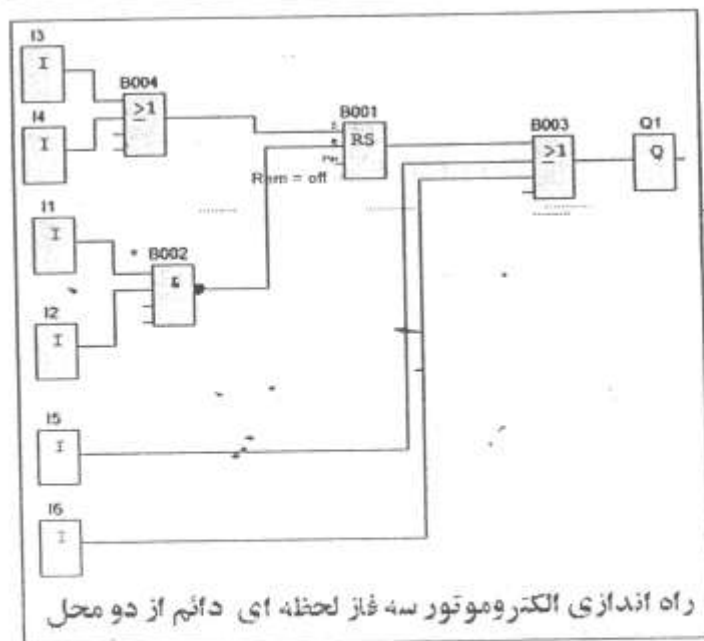 I3
I
B004
≥1
I4
I
B001
RS
Rem = off
B003
≥1
Q1
Q
I1
I
B002
&
I2
I
I5
I
I6
I
راه اندازی الکتروموتور سه فاز لحظه ای دائم از دو محل